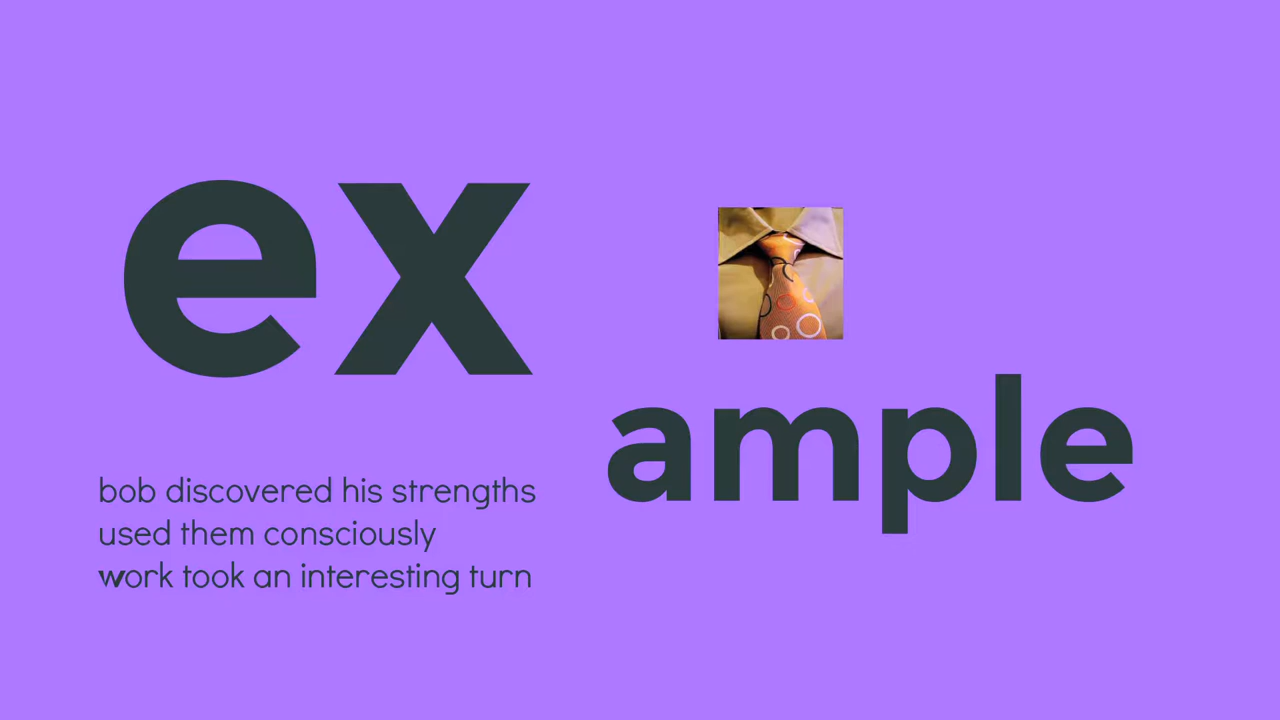 ex
ample
bob discovered his strengths
used them consciously
work took an interesting turn